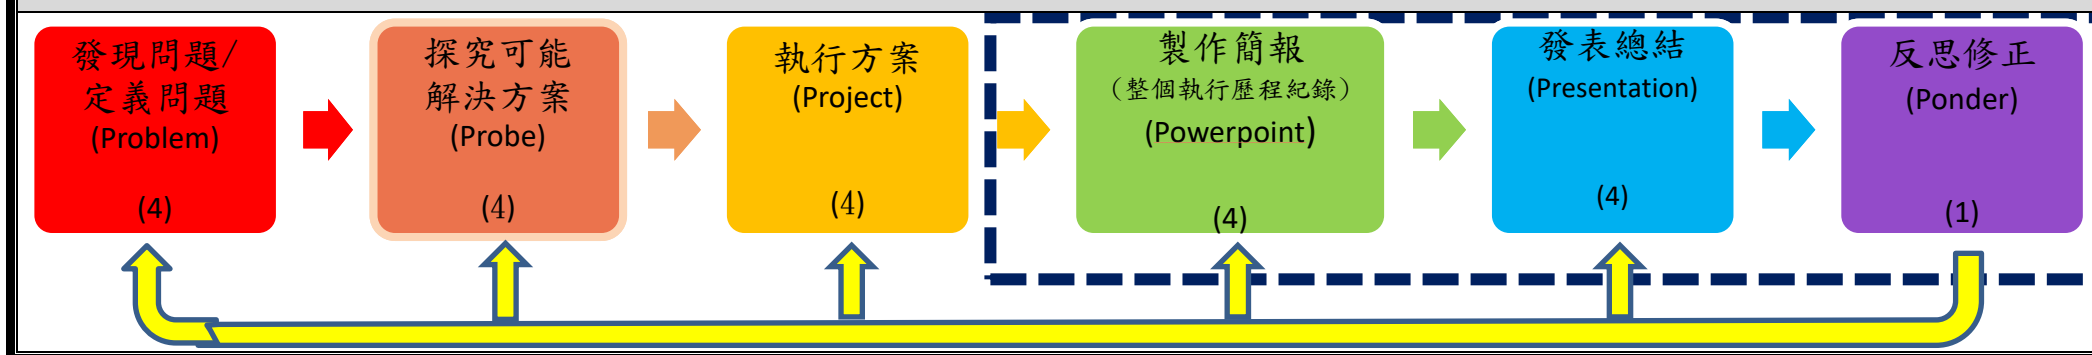 發現問題/
定義問題
(Problem)
(4)
探究可能
解決方案
(Probe)
(4)
執行方案
(Project)
(4)
製作簡報
(整個執行歷程紀錄)
(Powerpoint)
(4)
發表總結
(Presentation)
(4)
反思修正
(Ponder)
(1)